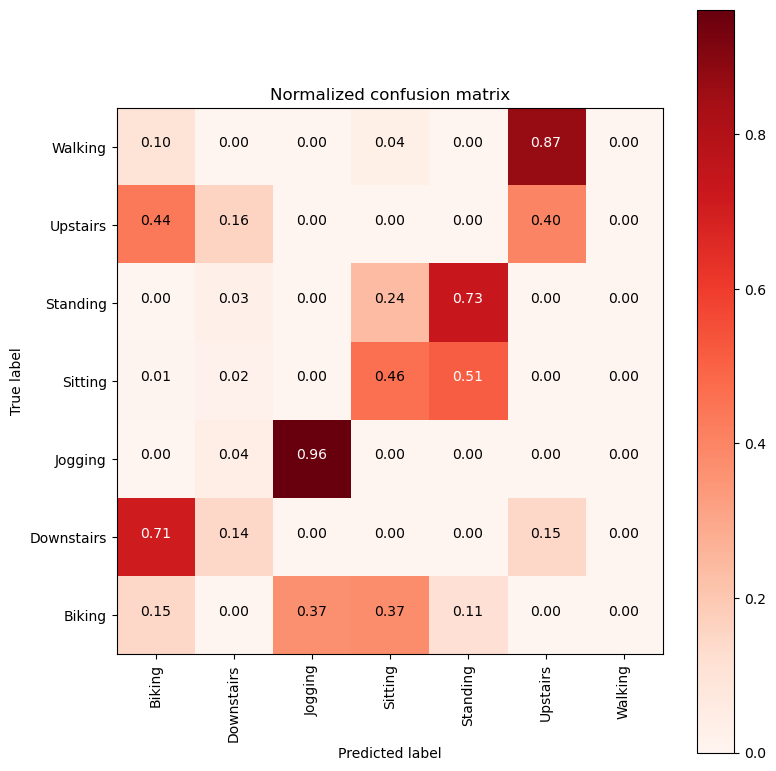 Normalized confusion matrix
True label
Walking 0.10 0.00 0.00 0.04 0.00 0.87 0.00
Upstairs 0.44 0.16 0.00 0.00 0.00 0.40 0.00
Standing 0.00 0.03 0.00 0.24 0.73 0.00 0.00
Sitting 0.01 0.02 0.00 0.46 0.51 0.00 0.00
Jogging 0.00 0.04 0.96 0.00 0.00 0.00 0.00
Downstairs 0.71 0.14 0.00 0.00 0.00 0.15 0.00
Biking 0.15 0.00 0.37 0.37 0.11 0.00 0.00
Biking Downstairs Jogging Sitting Standing Upstairs Walking
Predicted label
0.8
0.6
0.4
0.2
0.0